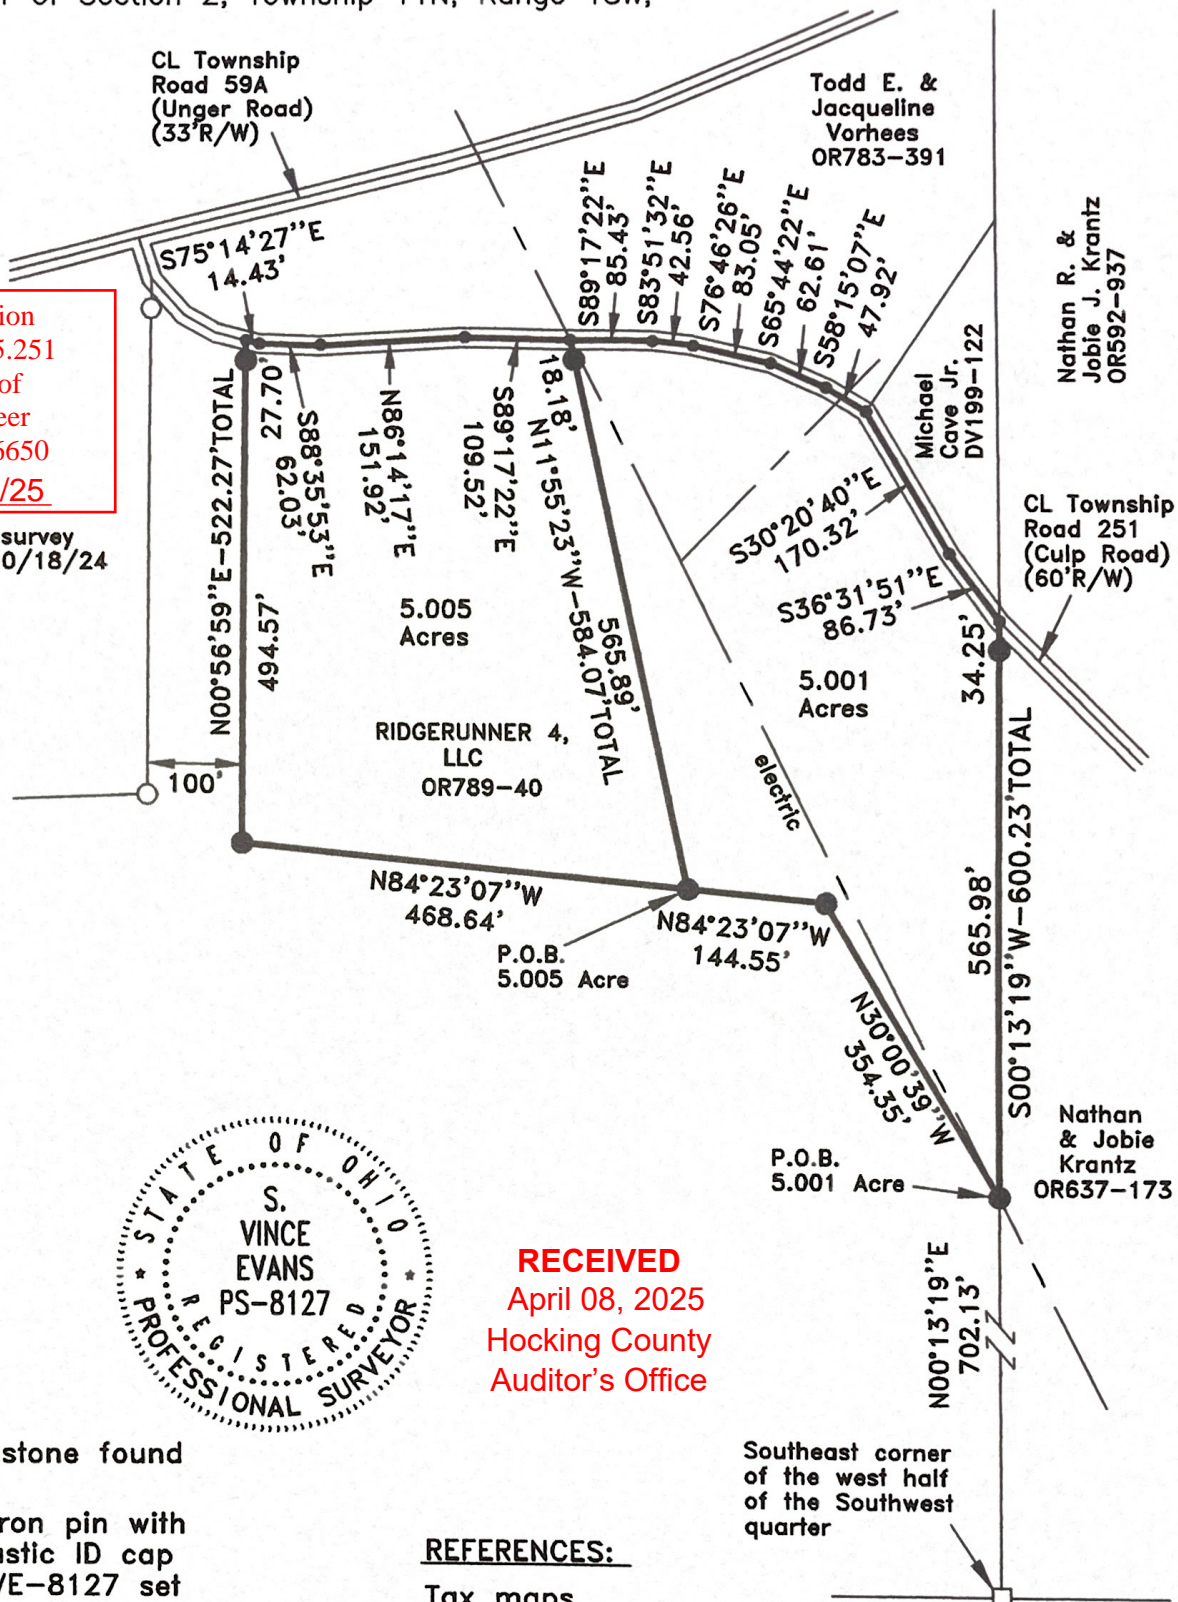 of Section 2, Township 11N, Range 18W,
CL Township
Road 59A
(Unger Road)
(33'R/W)
Todd E. &
Jacqueline
Vorhees
OR783-391
Nathan R. &
Jobie J. Krantz
OR592-937
S75°14'27"E
14.43'
S89°17'22"E
85.43'
S83°51'32"E
42.56'
S76°46'26"E
83.05'
S65°44'22"E
62.61'
S58°15'07"E
47.92'
Michael
Cave Jr.
DV199-122
5.251
of
6650
/25
survey
0/18/24
N00°56'59"E-522.27'TOTAL
27.70'
494.57'
S88°35'53"E
62.03'
N86°14'17"E
151.92'
S89°17'22"E
109.52'
18.18'
N11°55'23"W-584.07'TOTAL
565.89'
S30°20'40"E
170.32'
S36°31'51"E
86.73'
CL Township
Road 251
(Culp Road)
(60'R/W)
34.25'
5.005
Acres
5.001
Acres
RIDGERUNNER 4,
LLC
OR789-40
electric
100'
S00°13'19"W-600.23'TOTAL
565.98'
N84°23'07"W
468.64'
P.O.B.
5.005 Acre
N84°23'07"W
144.55'
N30°00'39"W
354.35'
P.O.B.
5.001 Acre
Nathan
& Jobie
Krantz
OR637-173
N00°13'19"E
702.13'
STATE OF OHIO
S.
VINCE
EVANS
PS-8127
REGISTERED
PROFESSIONAL SURVEYOR
RECEIVED
April 08, 2025
Hocking County
Auditor's Office
stone found
pin with
ID cap
8127 set
REFERENCES:
Tax maps
Southeast corner
of the west half
of the Southwest
quarter